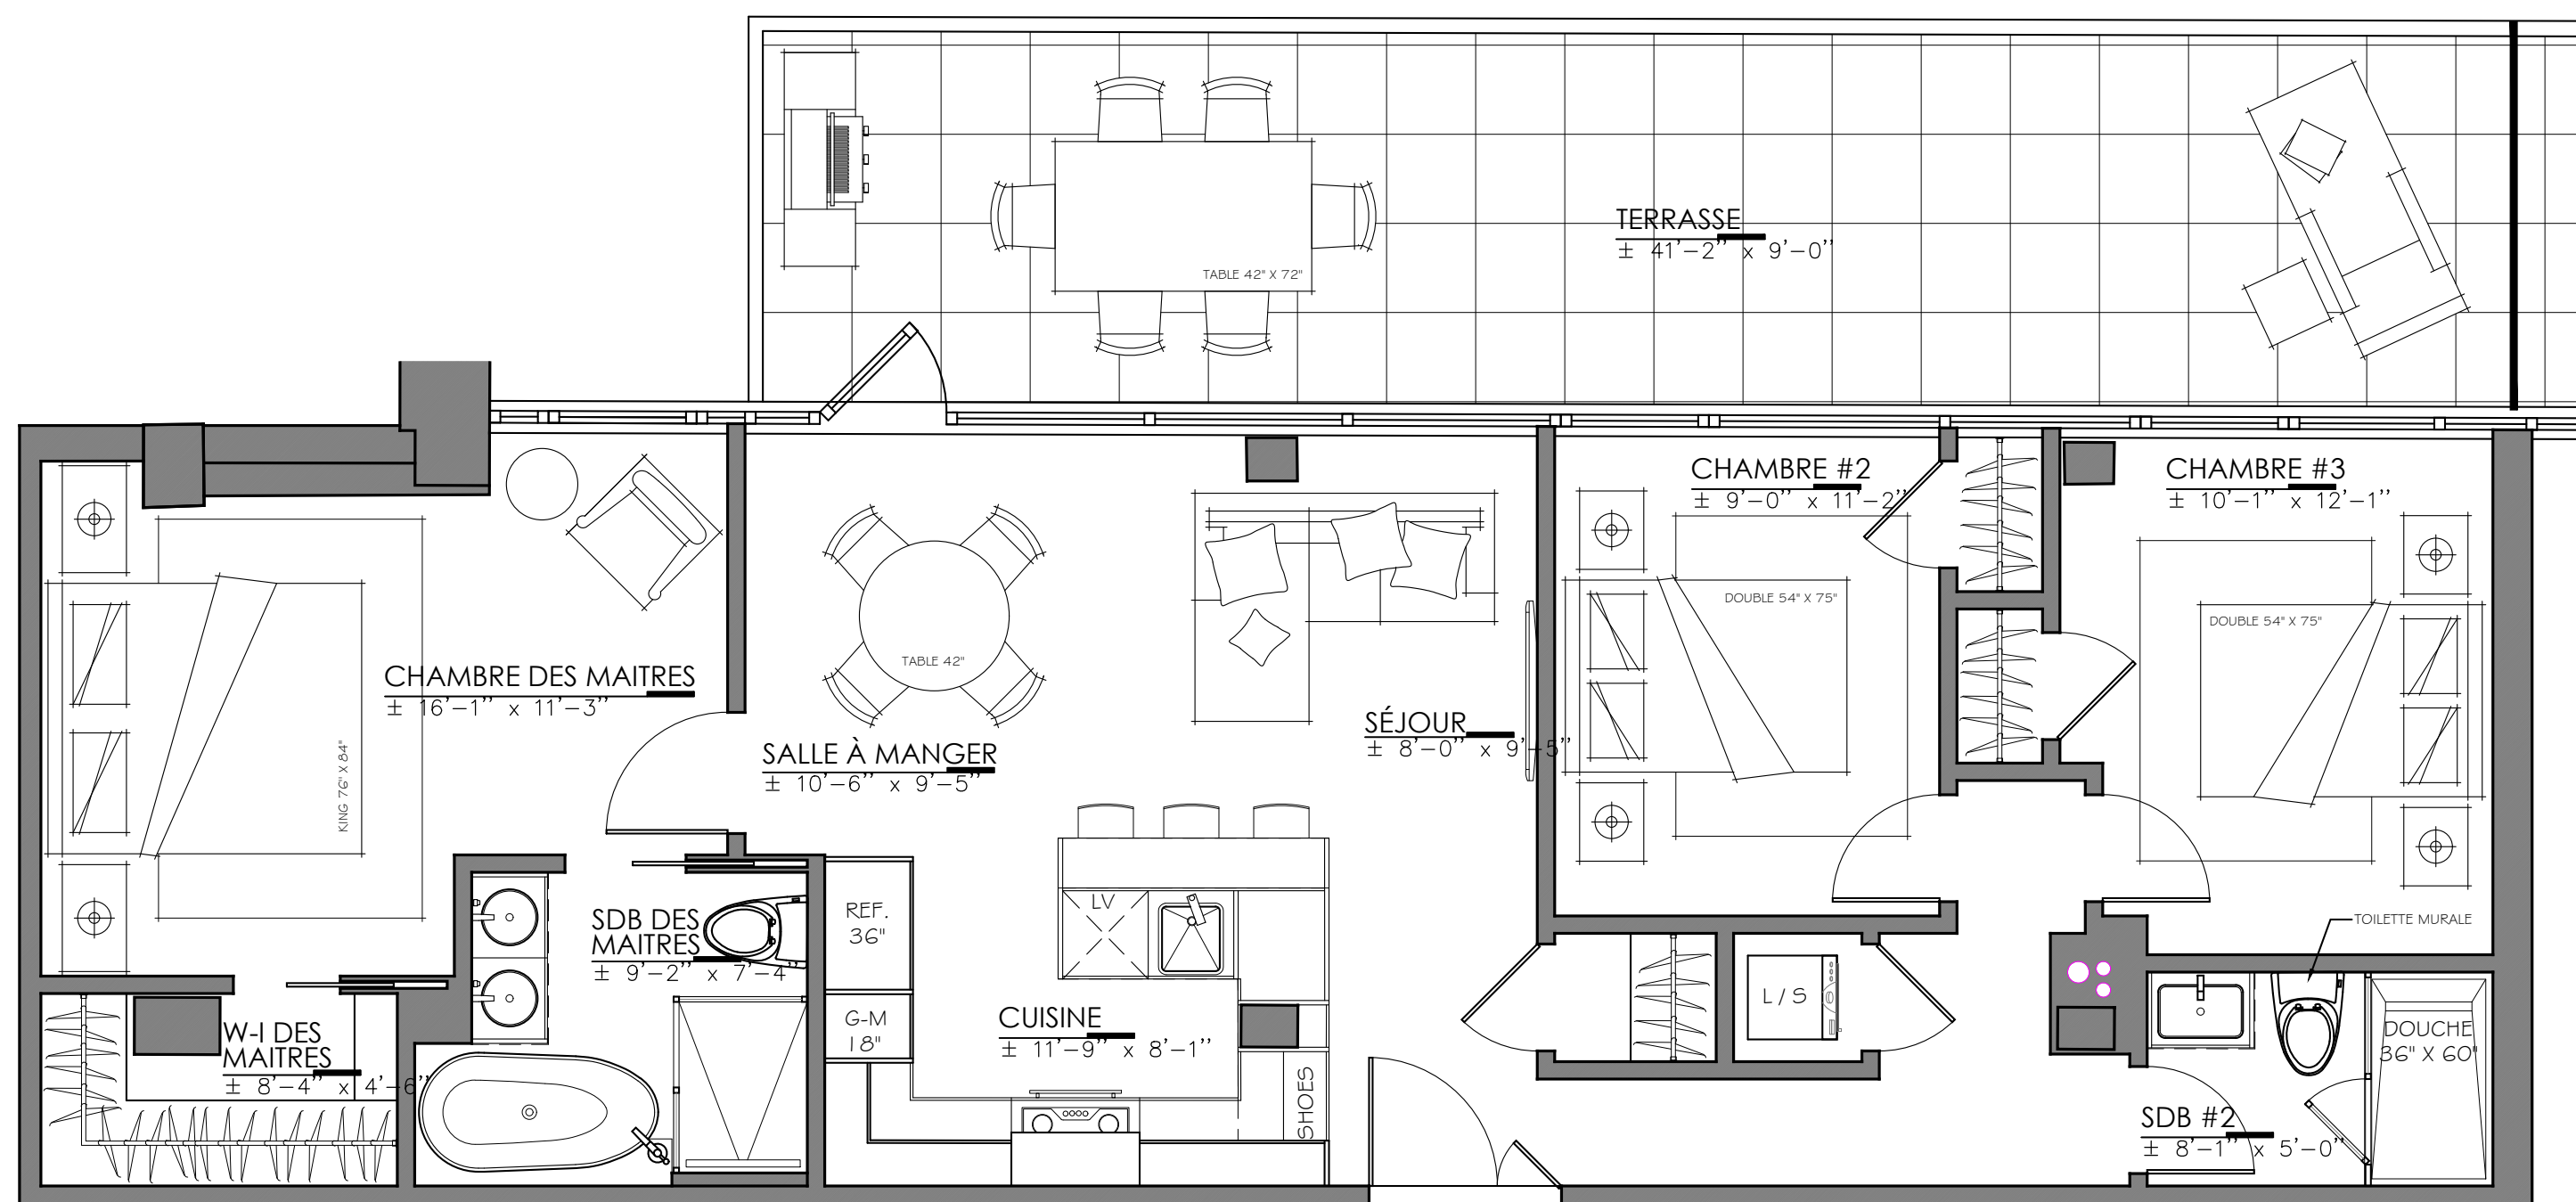 TERRASSE
± 41'-2" x 9'-0"
TABLE 42" X 72"
CHAMBRE #2
± 9'-0" x 11'-2"
CHAMBRE #3
± 10'-1" x 12'-1"
DOUBLE 54" X 75"
DOUBLE 54" X 75"
TABLE 42"
CHAMBRE DES MAITRES
± 16'-1" x 11'-3"
KING 76" X 84"
SALLE À MANGER
± 10'-6" x 9'-5"
SÉJOUR
± 8'-0" x 9'-5"
REF.
36"
LV
SDB DES
MAITRES
± 9'-2" x 7'-4"
TOILETTE MURALE
L / S
G-M
18"
CUISINE
± 11'-9" x 8'-1"
W-I DES
MAITRES
± 8'-4" x 4'-6"
SHOES
DOUCHE
36" X 60"
SDB #2
± 8'-1" x 5'-0"